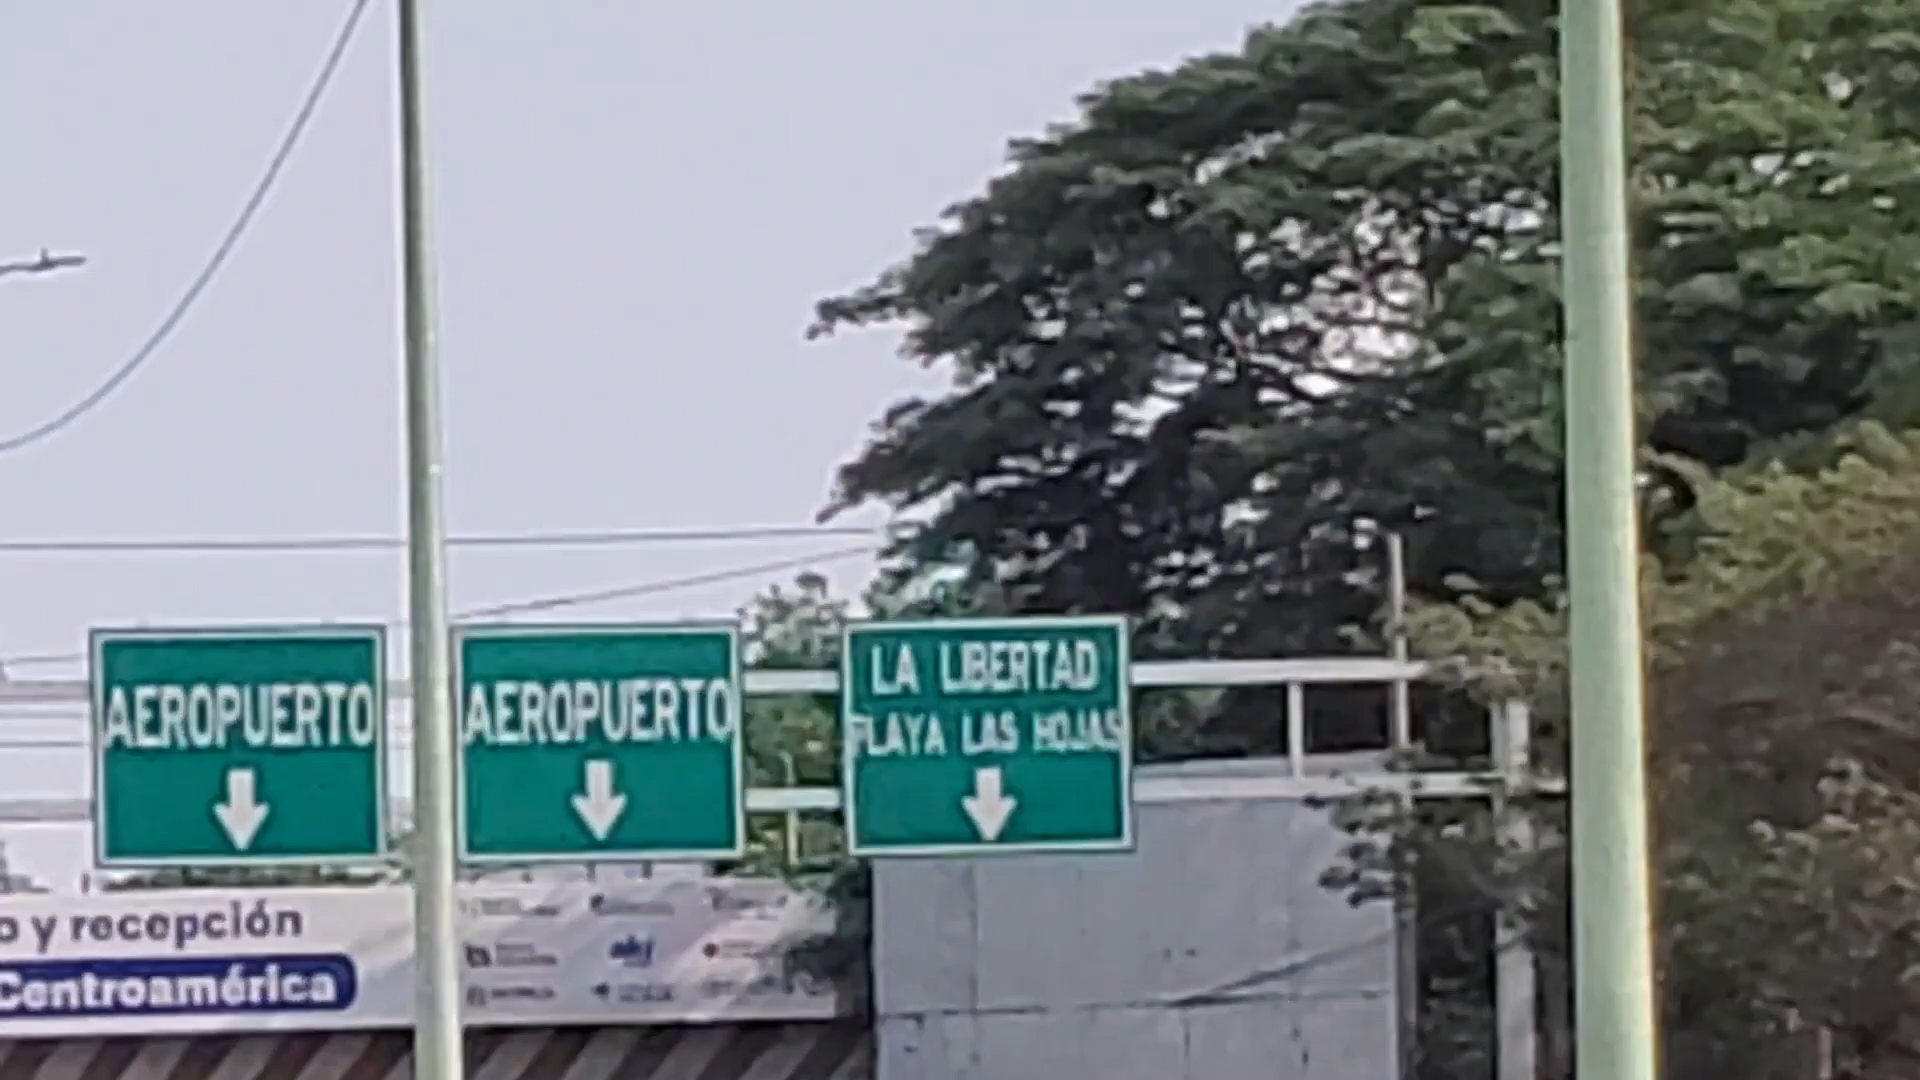 AEROPUERTO
AEROPUERTO
LA LIBERTAD
PLAYA LAS HOJAS
o y recepción
Centroamérica